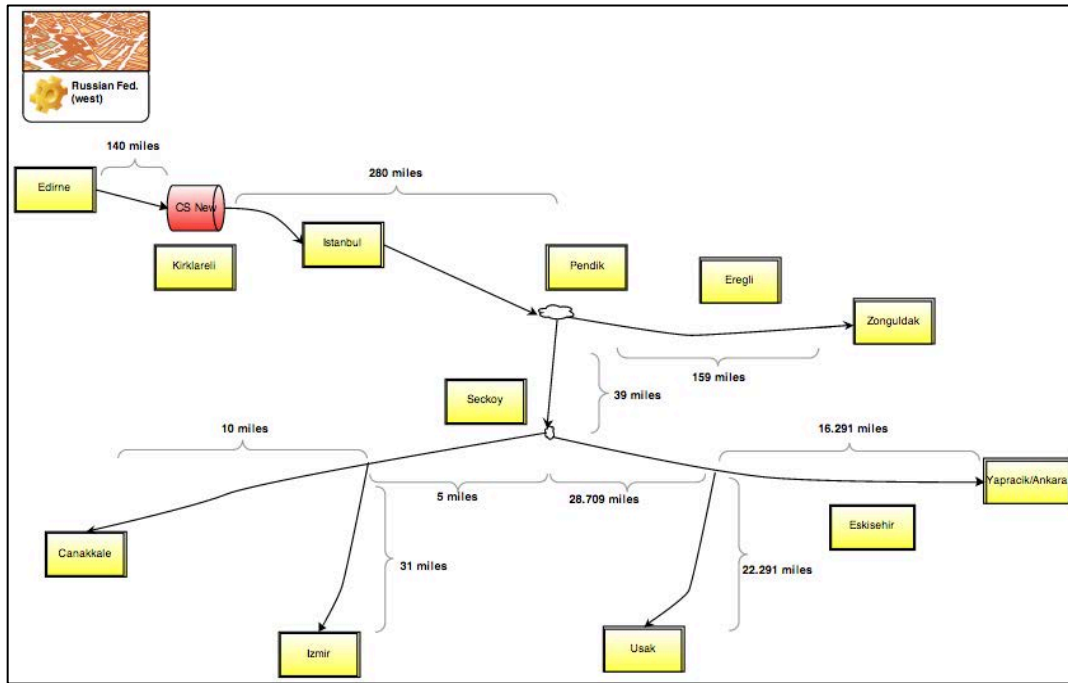 Russian Fed.
(west)
140 miles
280 miles
Edirne
CS New
Istanbul
Kirklareli
Pendik
Eregli
Zonguldak
159 miles
39 miles
Seckoy
10 miles
16.291 miles
Yapracik/Ankara
5 miles
28.709 miles
Eskisehir
Canakkale
31 miles
22.291 miles
Izmir
Usak